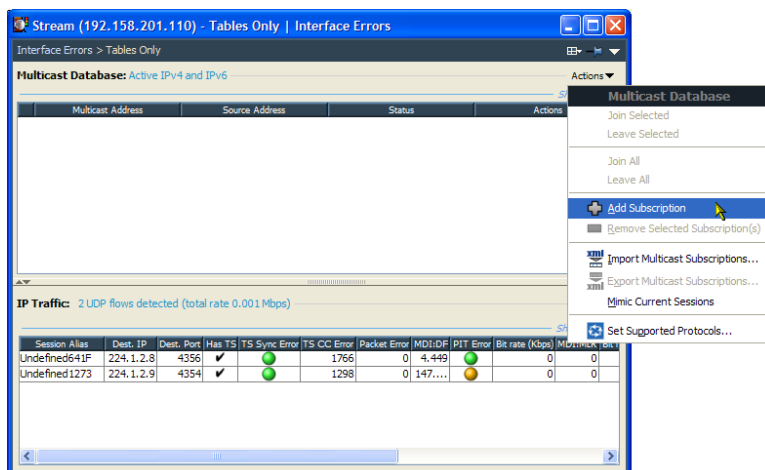 Stream (192.158.201.110) - Tables Only | Interface Errors
Interface Errors > Tables Only
Multicast Database: Active IPv4 and IPv6
Actions
Multicast Address Source Address Status Actions
Multicast Database
Join Selected
Leave Selected
Join All
Leave All
Add Subscription
Remove Selected Subscription(s)
xml Import Multicast Subscriptions...
xml Export Multicast Subscriptions...
Mimic Current Sessions
Set Supported Protocols...
IP Traffic: 2 UDP flows detected (total rate 0.001 Mbps)
Session Alias Dest. IP Dest. Port Has TS TS Sync Error TS CC Error Packet Error MDI:DF PIT Error Bit rate (Kbps) MDI:MLR
Undefined641F 224.1.2.8 4356 ✔ 1766 0 4.449 0 0
Undefined1273 224.1.2.9 4354 ✔ 1298 0 147.... 0 0